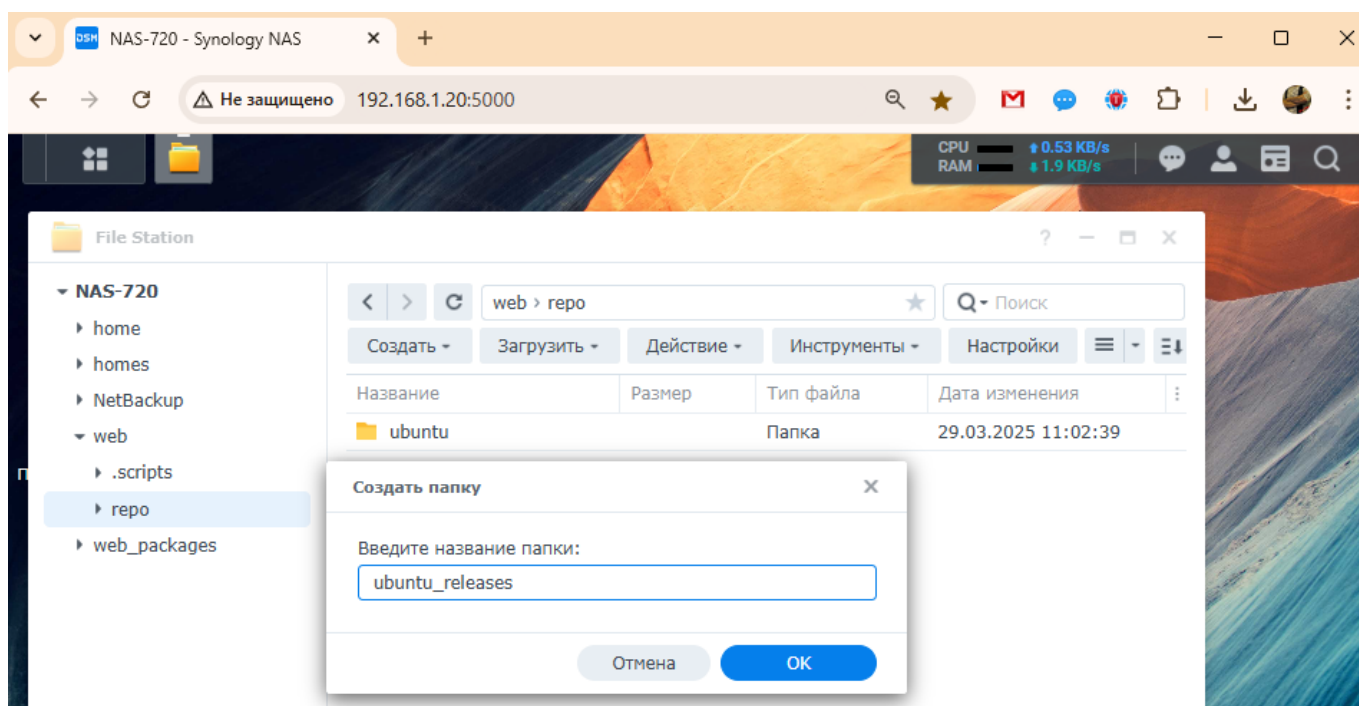 DSM NAS-720 - Synology NAS
Не защищено 192.168.1.20:5000
CPU 0.53 KB/s
RAM 1.9 KB/s
File Station
NAS-720
home
homes
NetBackup
web
.scripts
repo
web_packages
web › repo
Поиск
Создать Загрузить Действие Инструменты Настройки
Название Размер Тип файла Дата изменения
ubuntu Папка 29.03.2025 11:02:39
п
Создать папку
Введите название папки:
ubuntu_releases
Отмена ОК